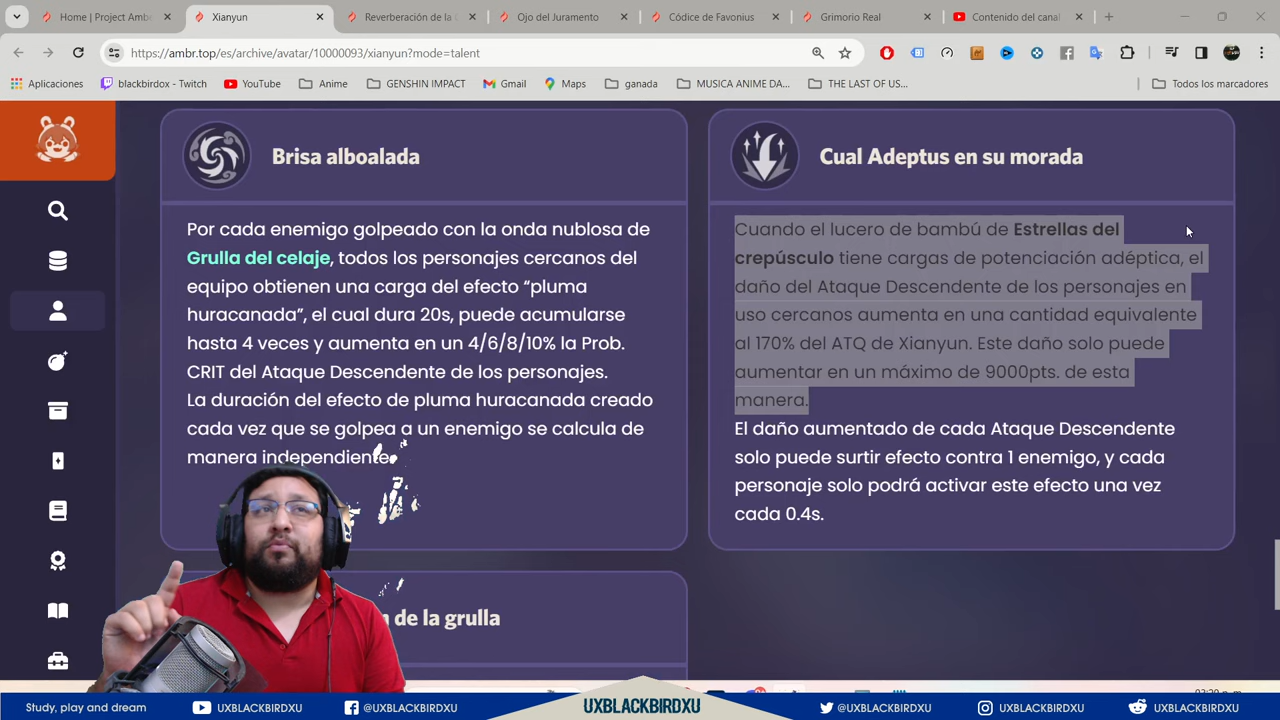 Home | Project Amb
Xianyun
Reverberación de la
Ojo del Juramento
Códice de Favonius
Grimorio Real
Contenido del canal
https://ambr.top/es/archive/avatar/10000093/xianyun?mode=talent
Aplicaciones
blackbirdox - Twitch
YouTube
Anime
GENSHIN IMPACT
Gmail
Maps
ganada
MUSICA ANIME DA...
THE LAST OF US...
Todos los marcadores
Brisa alboalada
Por cada enemigo golpeado con la onda nublosa de
Grulla del celaje, todos los personajes cercanos del
equipo obtienen una carga del efecto “pluma
huracanada”, el cual dura 20s, puede acumularse
hasta 4 veces y aumenta en un 4/6/8/10% la Prob.
CRIT del Ataque Descendente de los personajes.
La duración del efecto de pluma huracanada creado
cada vez que se golpea a un enemigo se calcula de
manera independiente.
Cual Adeptus en su morada
Cuando el lucero de bambú de Estrellas del
crepúsculo tiene cargas de potenciación adéptica, el
daño del Ataque Descendente de los personajes en
uso cercanos aumenta en una cantidad equivalente
al 170% del ATQ de Xianyun. Este daño solo puede
aumentar en un máximo de 9000pts. de esta
manera.
El daño aumentado de cada Ataque Descendente
solo puede surtir efecto contra 1 enemigo, y cada
personaje solo podrá activar este efecto una vez
cada 0.4s.
de la grulla
Study, play and dream
UXBLACKBIRDXU
@UXBLACKBIRDXU
UXBLACKBIRDXU
@UXBLACKBIRDXU
UXBLACKBIRDXU
UXBLACKBIRDXU